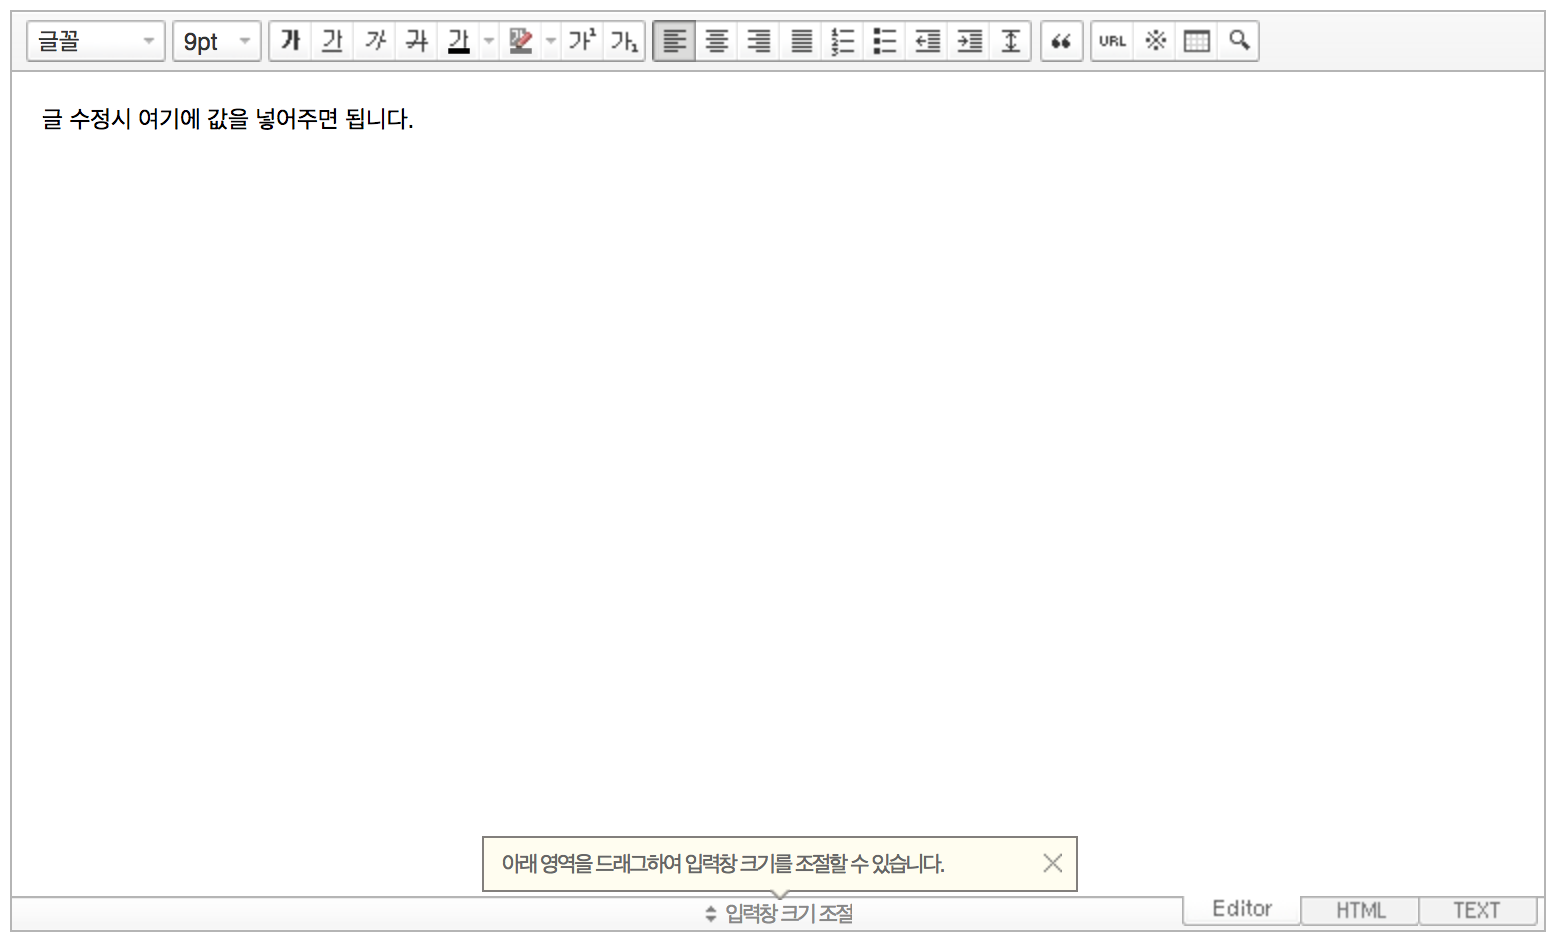 글꼴 9pt 가 가 가 가 가 가 가1 가1 URL
글 수정시 여기에 값을 넣어주면 됩니다.
아래 영역을 드래그하여 입력창 크기를 조절할 수 있습니다.
입력창 크기 조절 Editor HTML TEXT